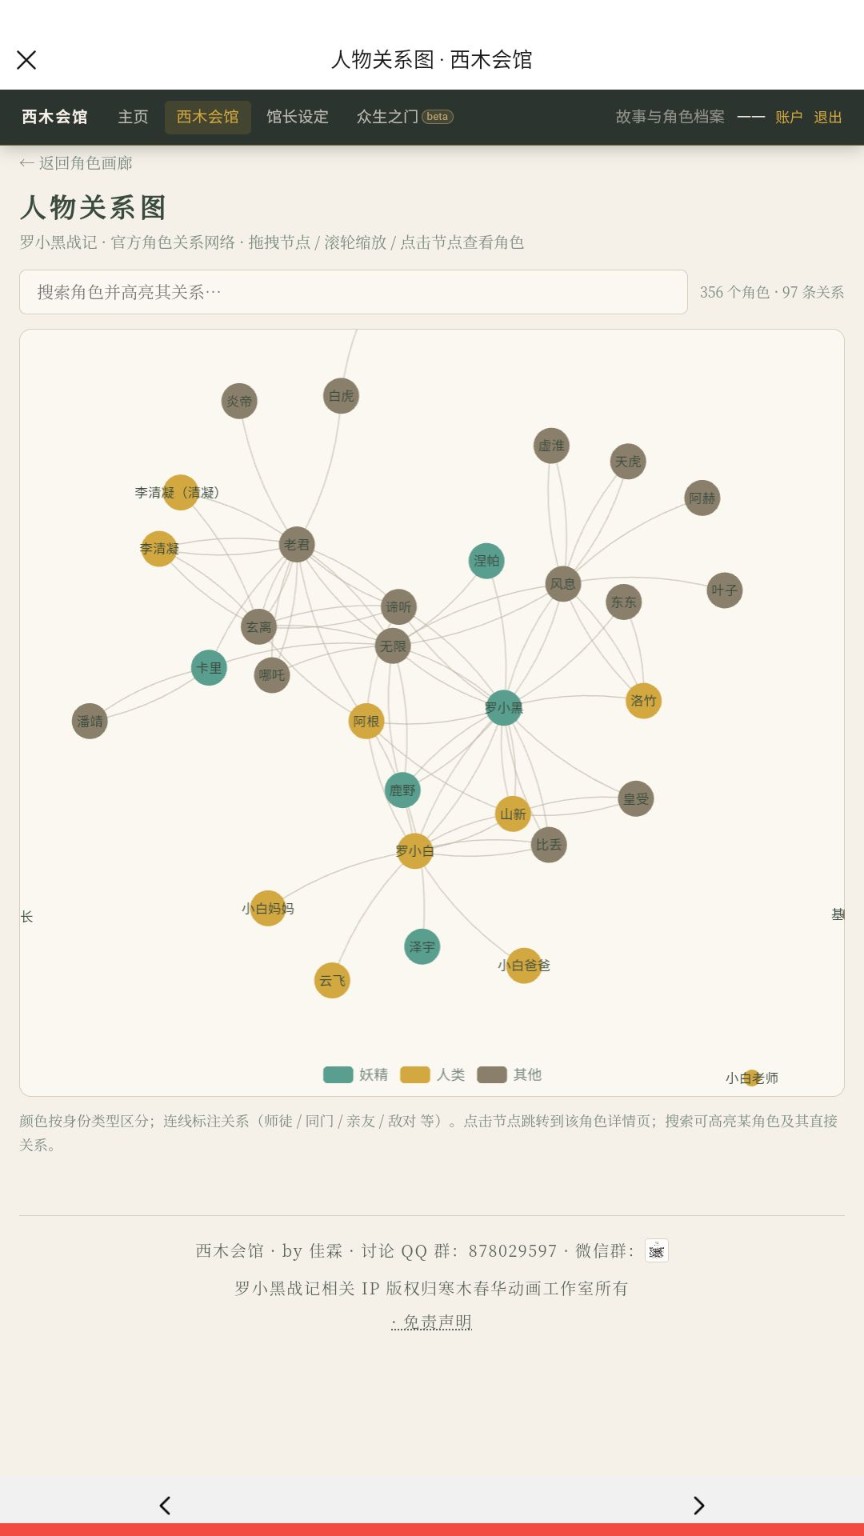 人物关系图 · 西木会馆
西木会馆 主页 西木会馆 馆长设定 众生之门 beta 故事与角色档案 一一 账户 退出
← 返回角色画廊
人物关系图
罗小黑战记 · 官方角色关系网络 · 拖拽节点 / 滚轮缩放 / 点击节点查看角色
搜索角色并高亮其关系…
356 个角色 · 97 条关系
炎帝
白虎
虚淮
天虎
李清凝（清凝）
阿赫
李清凝
老君
涅帕
风息
叶子
谛听
东东
玄离
无限
卡里
哪吒
洛竹
罗小黑
潘靖
阿根
鹿野
皇受
山新
比丢
罗小白
小白妈妈
长
基
泽宇
小白爸爸
云飞
妖精 人类 其他
小白老师
颜色按身份类型区分；连线标注关系（师徒 / 同门 / 亲友 / 敌对 等）。点击节点跳转到该角色详情页；搜索可高亮某角色及其直接
关系。
西木会馆 · by 佳霖 · 讨论 QQ 群：878029597 · 微信群：
罗小黑战记相关 IP 版权归寒木春华动画工作室所有
· 免责声明